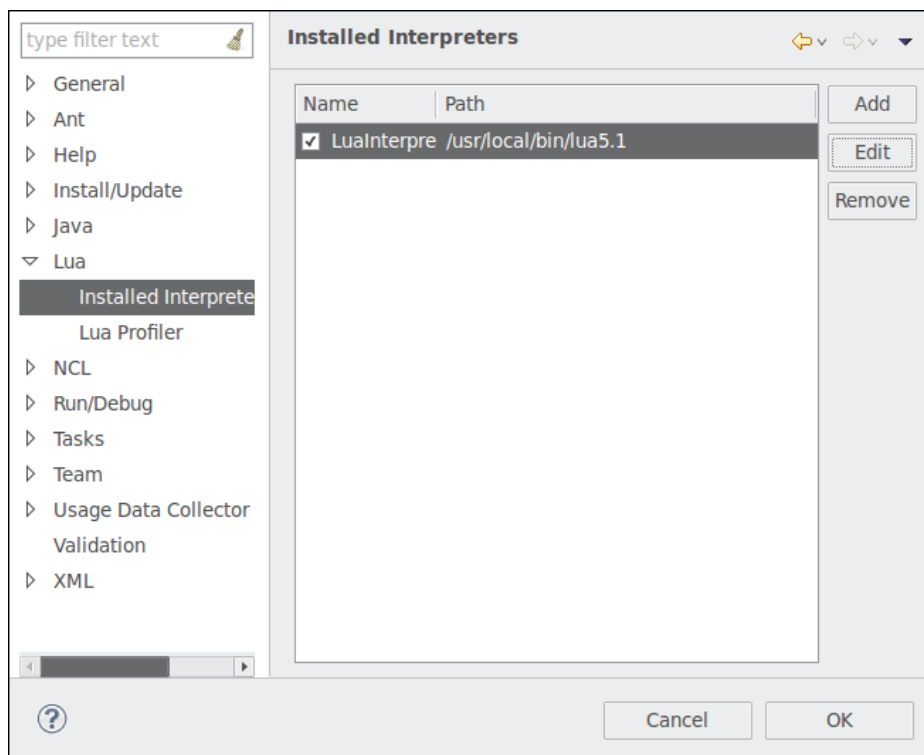 type filter text
General
Ant
Help
Install/Update
Java
Lua
Installed Interprete
Lua Profiler
NCL
Run/Debug
Tasks
Team
Usage Data Collector
Validation
XML
Installed Interpreters
Name Path
LuaInterpre /usr/local/bin/lua5.1
Add
Edit
Remove
?
Cancel OK